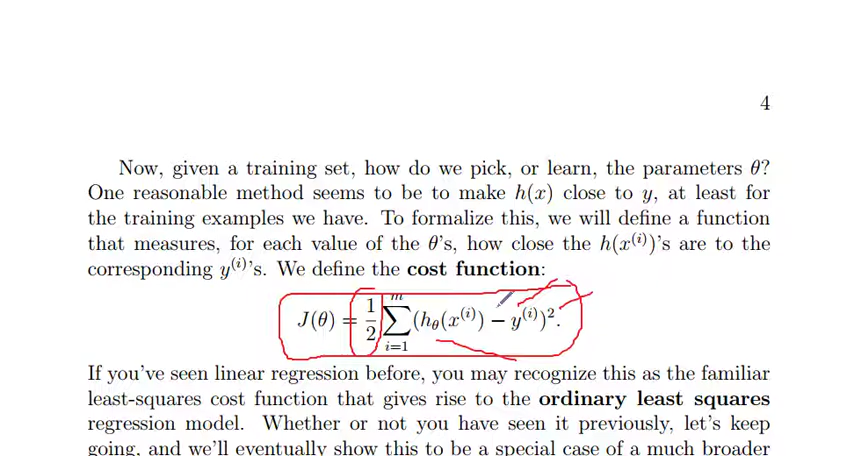 4
Now, given a training set, how do we pick, or learn, the parameters θ?
One reasonable method seems to be to make h(x) close to y, at least for
the training examples we have. To formalize this, we will define a function
that measures, for each value of the θ's, how close the h(x⁽ⁱ⁾)'s are to the
corresponding y⁽ⁱ⁾'s. We define the cost function:
J(θ) = 1/2 ∑_{i=1}^{m} (h_θ(x⁽ⁱ⁾) − y⁽ⁱ⁾)².
If you've seen linear regression before, you may recognize this as the familiar
least-squares cost function that gives rise to the ordinary least squares
regression model. Whether or not you have seen it previously, let's keep
going, and we'll eventually show this to be a special case of a much broader